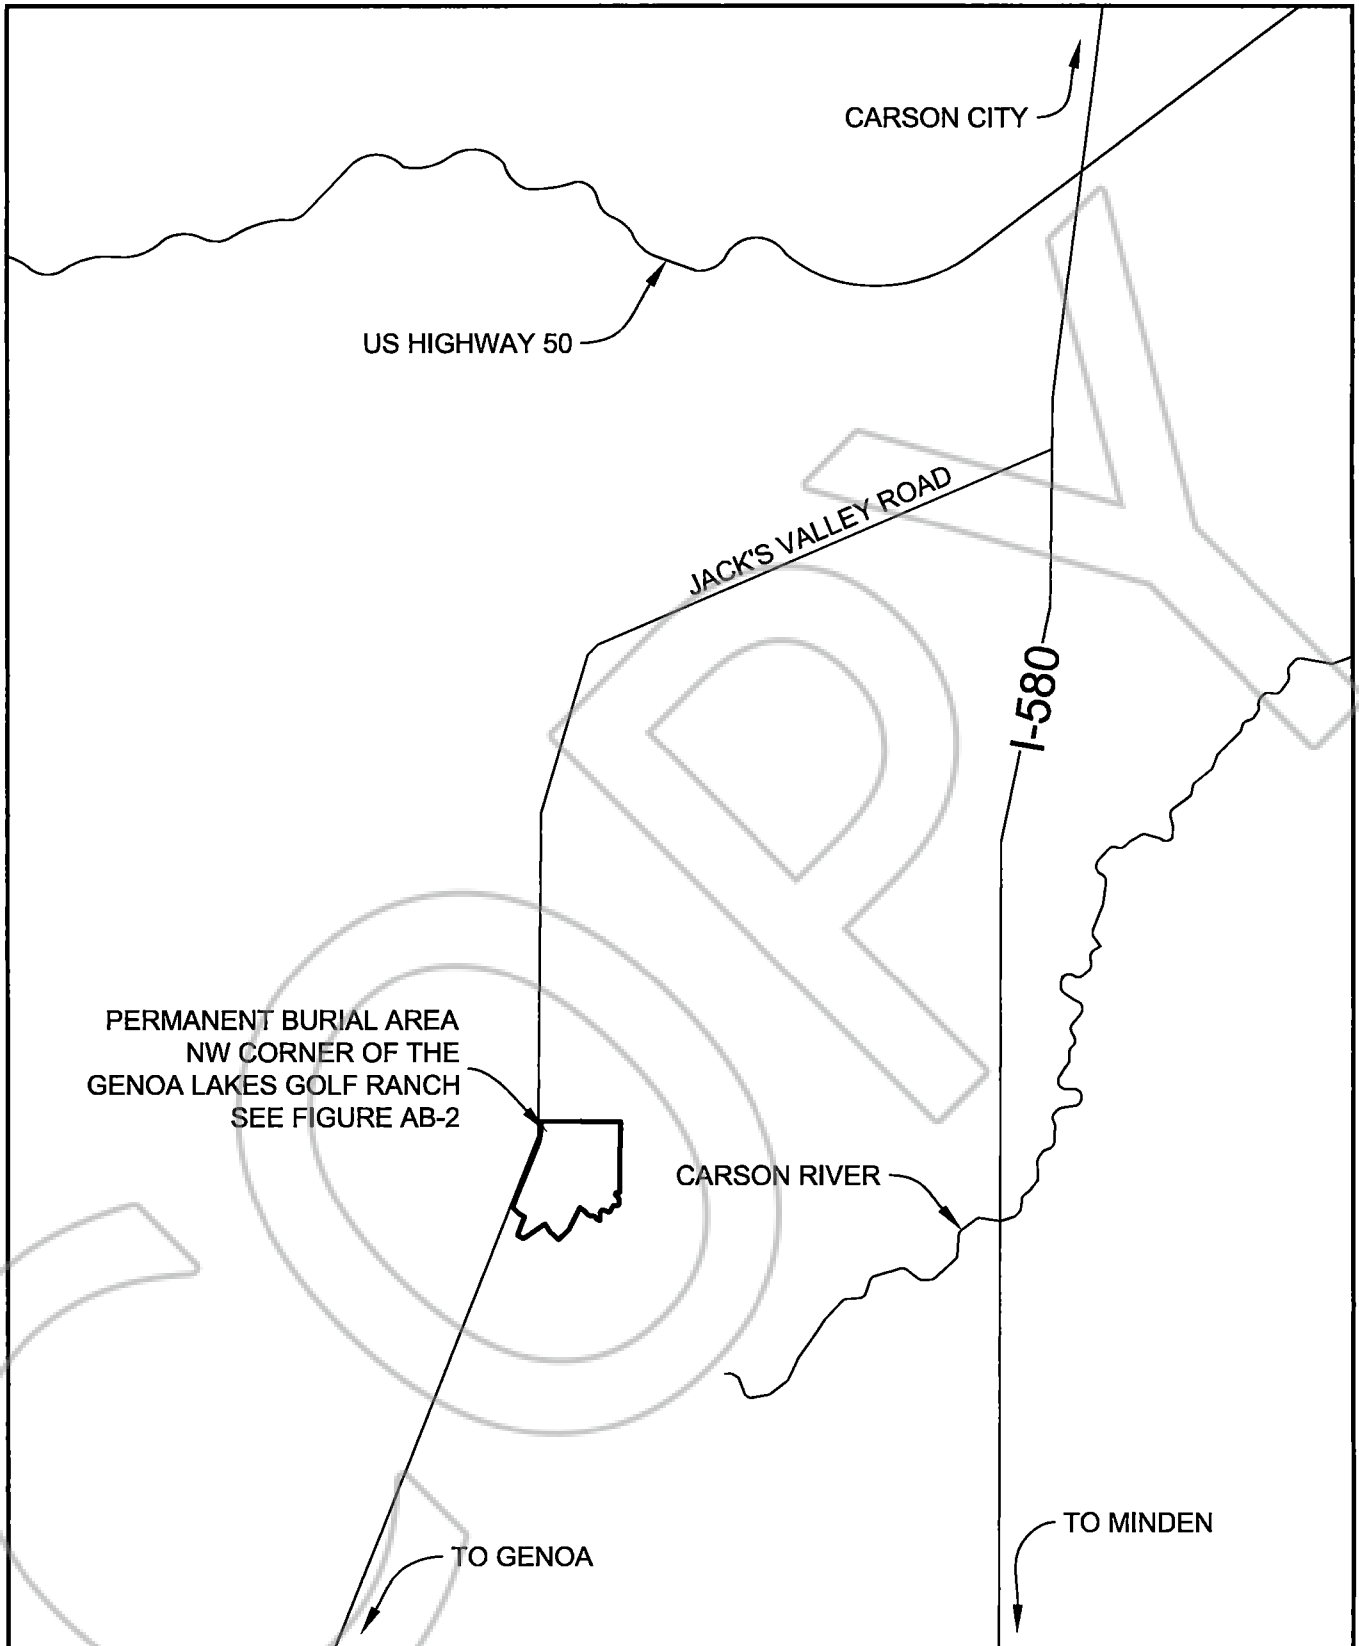 CARSON CITY
US HIGHWAY 50
JACK'S VALLEY ROAD
I-580
PERMANENT BURIAL AREA
NW CORNER OF THE
GENOA LAKES GOLF RANCH
SEE FIGURE AB-2
CARSON RIVER
TO MINDEN
TO GENOA
COPY